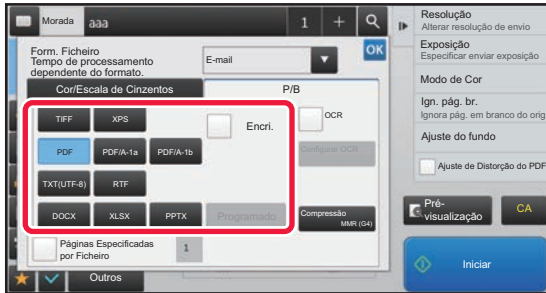 Morada aaa 1 +
Form. Ficheiro
Tempo de processamento
dependente do formato.
E-mail
OK
Cor/Escala de Cinzentos
P/B
TIFF XPS
Encri.
OCR
PDF PDF/A-1a PDF/A-1b
Configurar OCR
TXT(UTF-8) RTF
DOCX XLSX PPTX
Programado
Compressão
MMR (G4)
Páginas Especificadas
por Ficheiro
1
Outros
Resolução
Alterar resolução de envio
Exposição
Especificar enviar exposição
Modo de Cor
Ign. pág. br.
Ignora pág. em branco do orig
Ajuste do fundo
Ajuste de Distorção do PDF
Pré-
visualização
CA
Iniciar